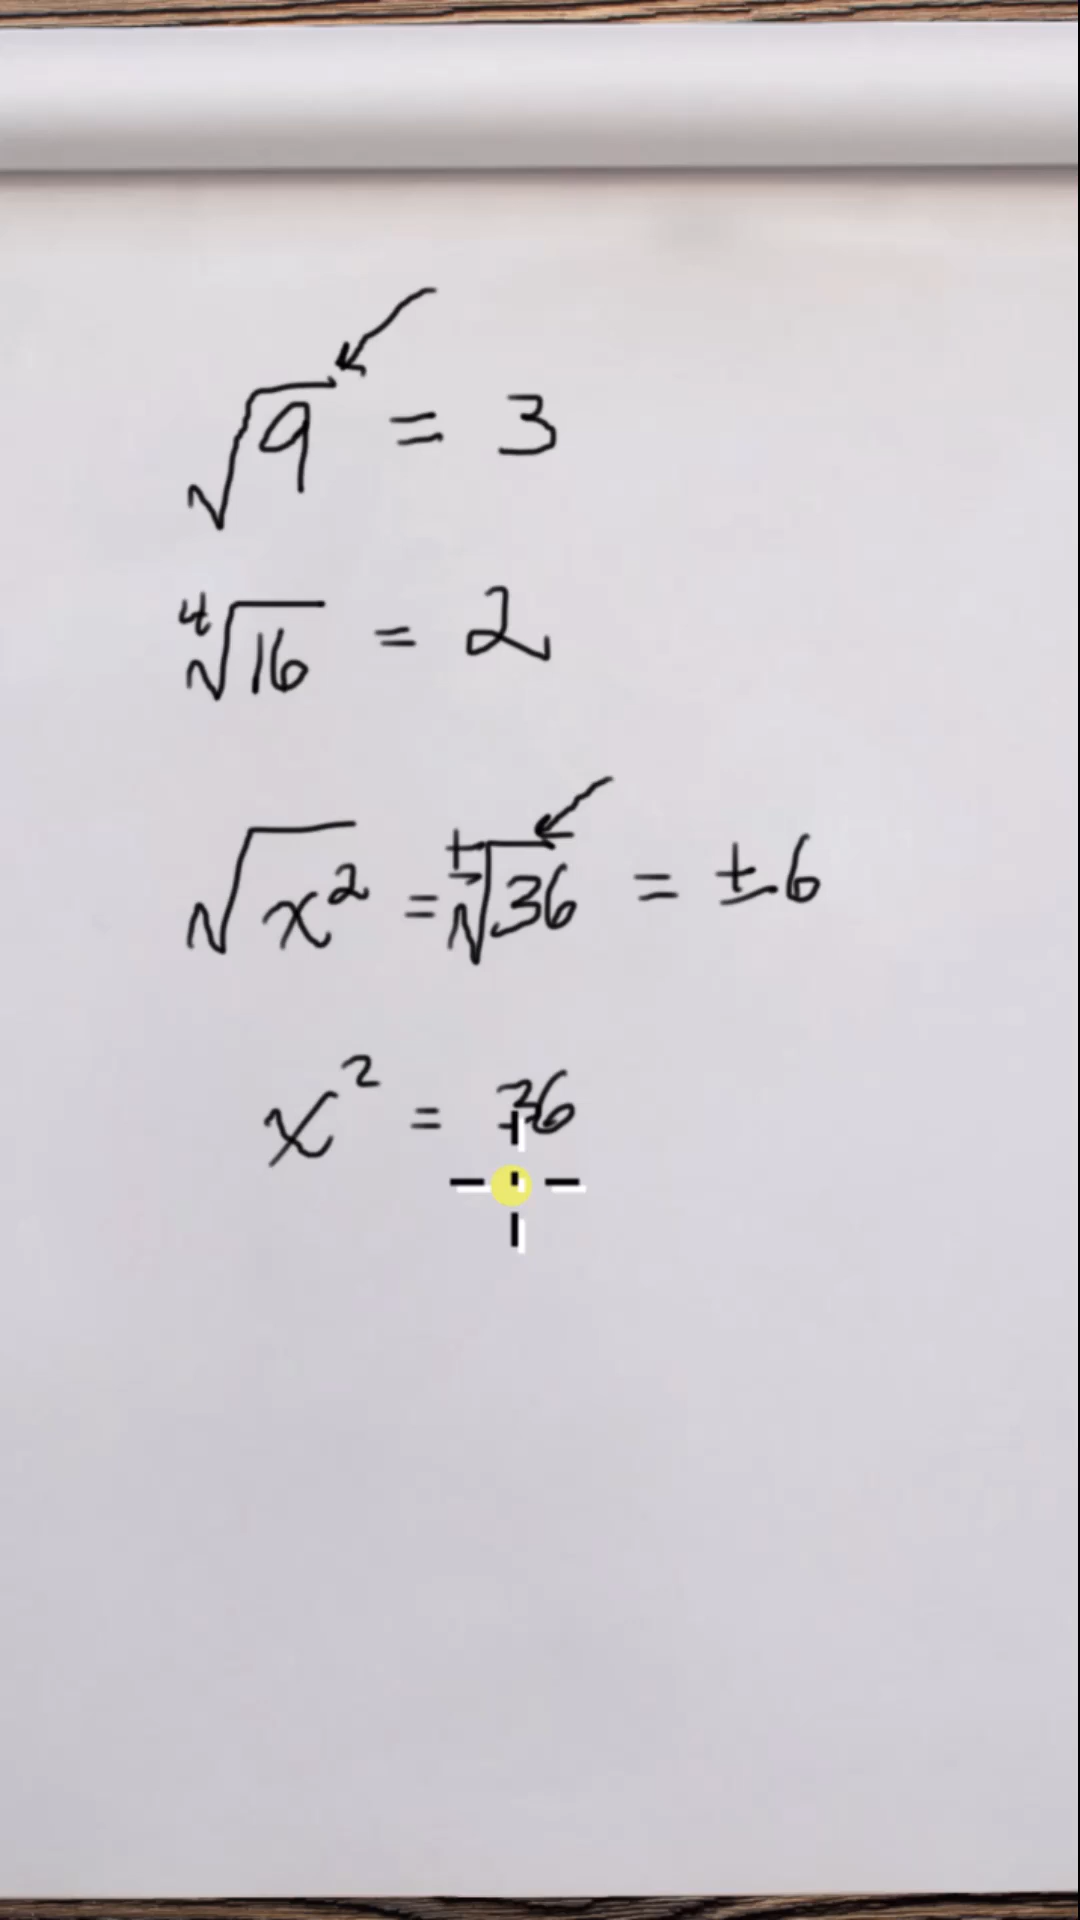 √9 = 3
⁴√16 = 2
√x² = ±√36 = ±6
x² = 36